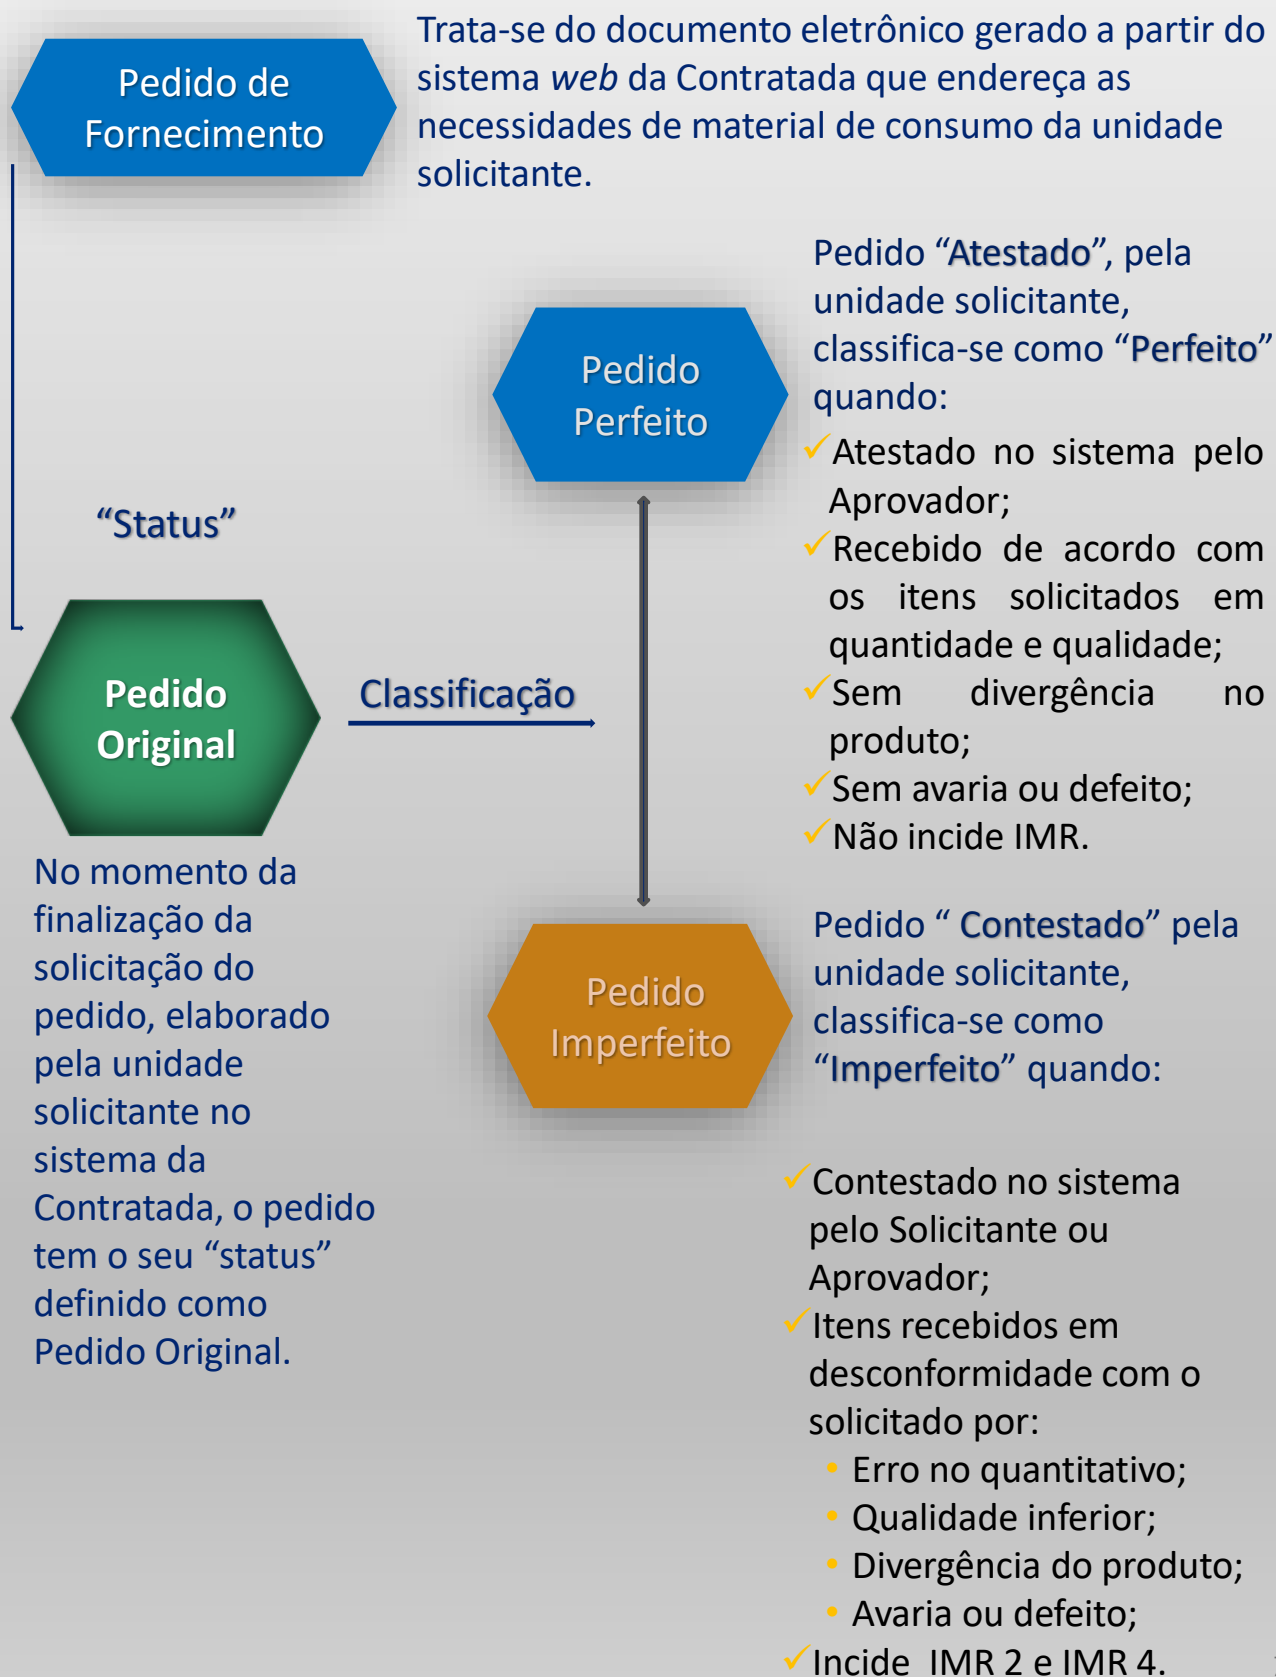 Pedido de
Fornecimento
Trata-se do documento eletrônico gerado a partir do
sistema web da Contratada que endereça as
necessidades de material de consumo da unidade
solicitante.
Pedido
Perfeito
Pedido “Atestado”, pela
unidade solicitante,
classifica-se como “Perfeito”
quando:
✓Atestado no sistema pelo
Aprovador;
✓Recebido de acordo com
os itens solicitados em
quantidade e qualidade;
✓Sem divergência no
produto;
✓Sem avaria ou defeito;
✓Não incide IMR.
“Status”
Pedido
Original
Classificação
No momento da
finalização da
solicitação do
pedido, elaborado
pela unidade
solicitante no
sistema da
Contratada, o pedido
tem o seu “status”
definido como
Pedido Original.
Pedido
Imperfeito
Pedido “ Contestado” pela
unidade solicitante,
classifica-se como
“Imperfeito” quando:
✓Contestado no sistema
pelo Solicitante ou
Aprovador;
✓Itens recebidos em
desconformidade com o
solicitado por:
• Erro no quantitativo;
• Qualidade inferior;
• Divergência do produto;
• Avaria ou defeito;
✓Incide IMR 2 e IMR 4.